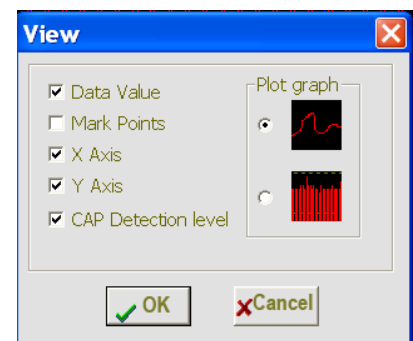 View
Data Value
Mark Points
X Axis
Y Axis
CAP Detection level
Plot graph
OK
Cancel